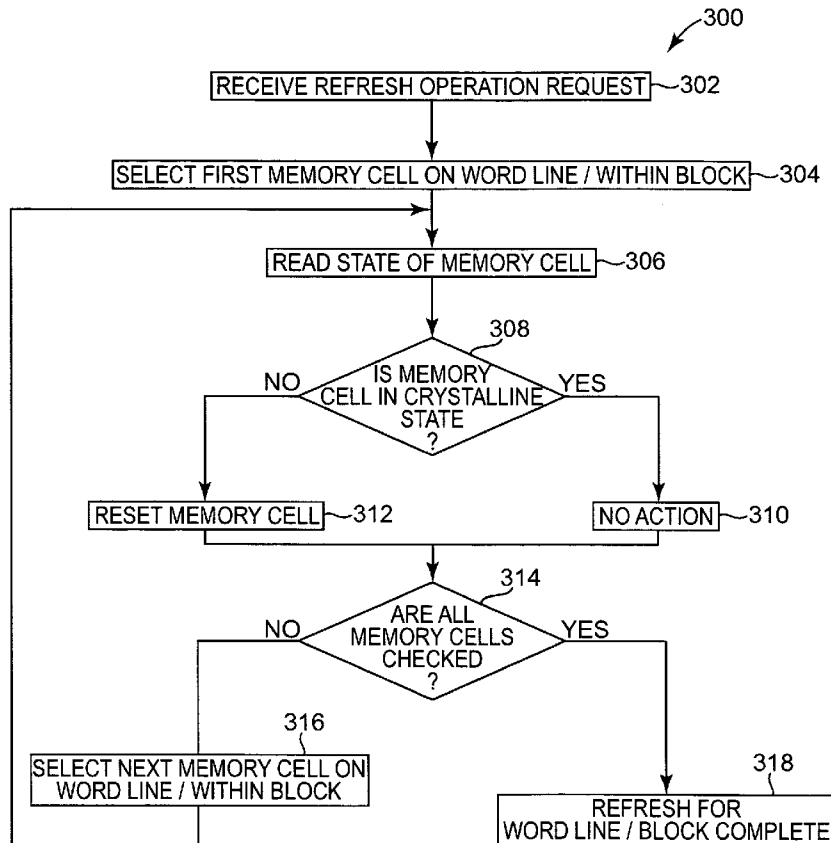 300
RECEIVE REFRESH OPERATION REQUEST
302
SELECT FIRST MEMORY CELL ON WORD LINE / WITHIN BLOCK
304
READ STATE OF MEMORY CELL
306
308
IS MEMORY
CELL IN CRYSTALLINE
STATE
?
NO
YES
RESET MEMORY CELL
312
NO ACTION
310
314
ARE ALL
MEMORY CELLS
CHECKED
?
NO
YES
316
SELECT NEXT MEMORY CELL ON
WORD LINE / WITHIN BLOCK
318
REFRESH FOR
WORD LINE / BLOCK COMPLETE